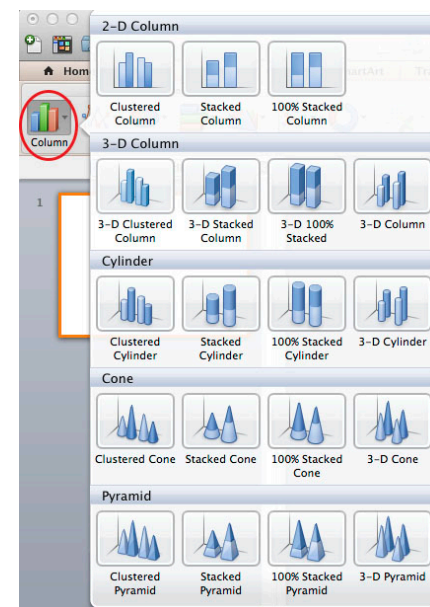 2-D Column
Hom
artArt Tra
Clustered Column
Stacked Column
100% Stacked Column
Column
3-D Column
1
3-D Clustered Column
3-D Stacked Column
3-D 100% Stacked
3-D Column
Cylinder
Clustered Cylinder
Stacked Cylinder
100% Stacked Cylinder
3-D Cylinder
Cone
Clustered Cone
Stacked Cone
100% Stacked Cone
3-D Cone
Pyramid
Clustered Pyramid
Stacked Pyramid
100% Stacked Pyramid
3-D Pyramid